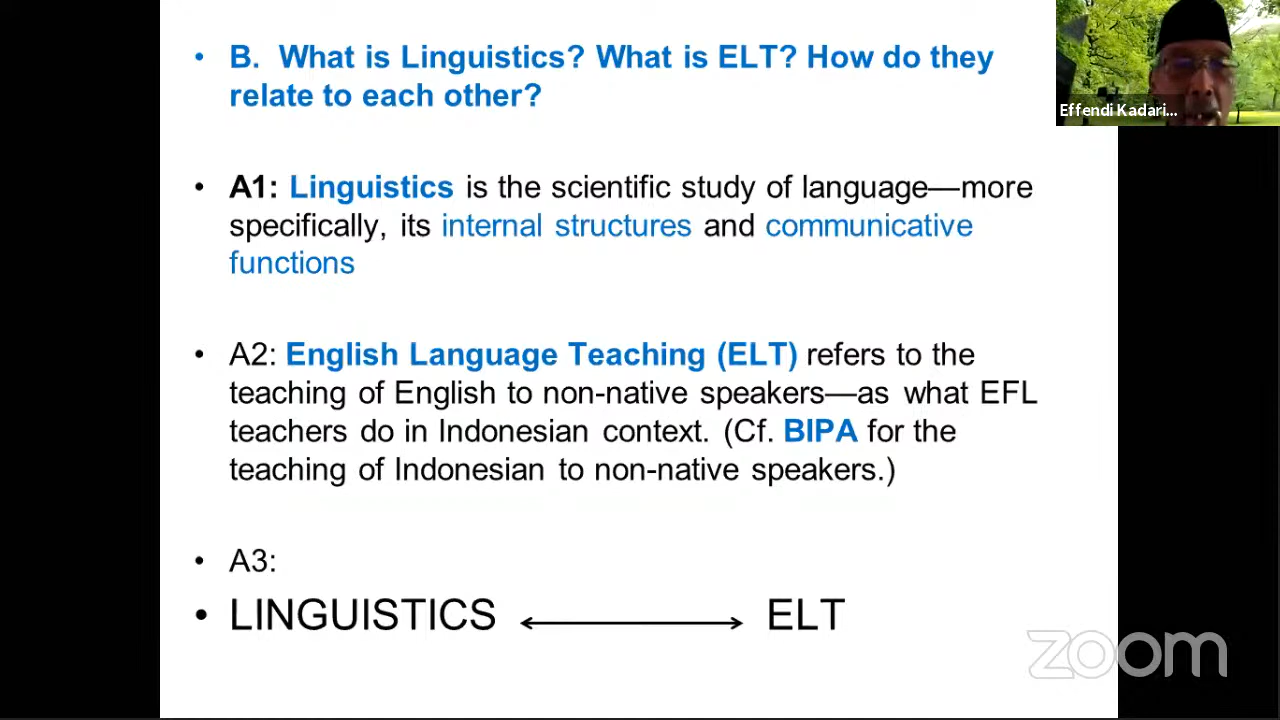 • B. What is Linguistics? What is ELT? How do they
relate to each other?
• A1: Linguistics is the scientific study of language—more
specifically, its internal structures and communicative
functions
• A2: English Language Teaching (ELT) refers to the
teaching of English to non-native speakers—as what EFL
teachers do in Indonesian context. (Cf. BIPA for the
teaching of Indonesian to non-native speakers.)
• A3:
• LINGUISTICS ELT
Effendi Kadari...
zoom